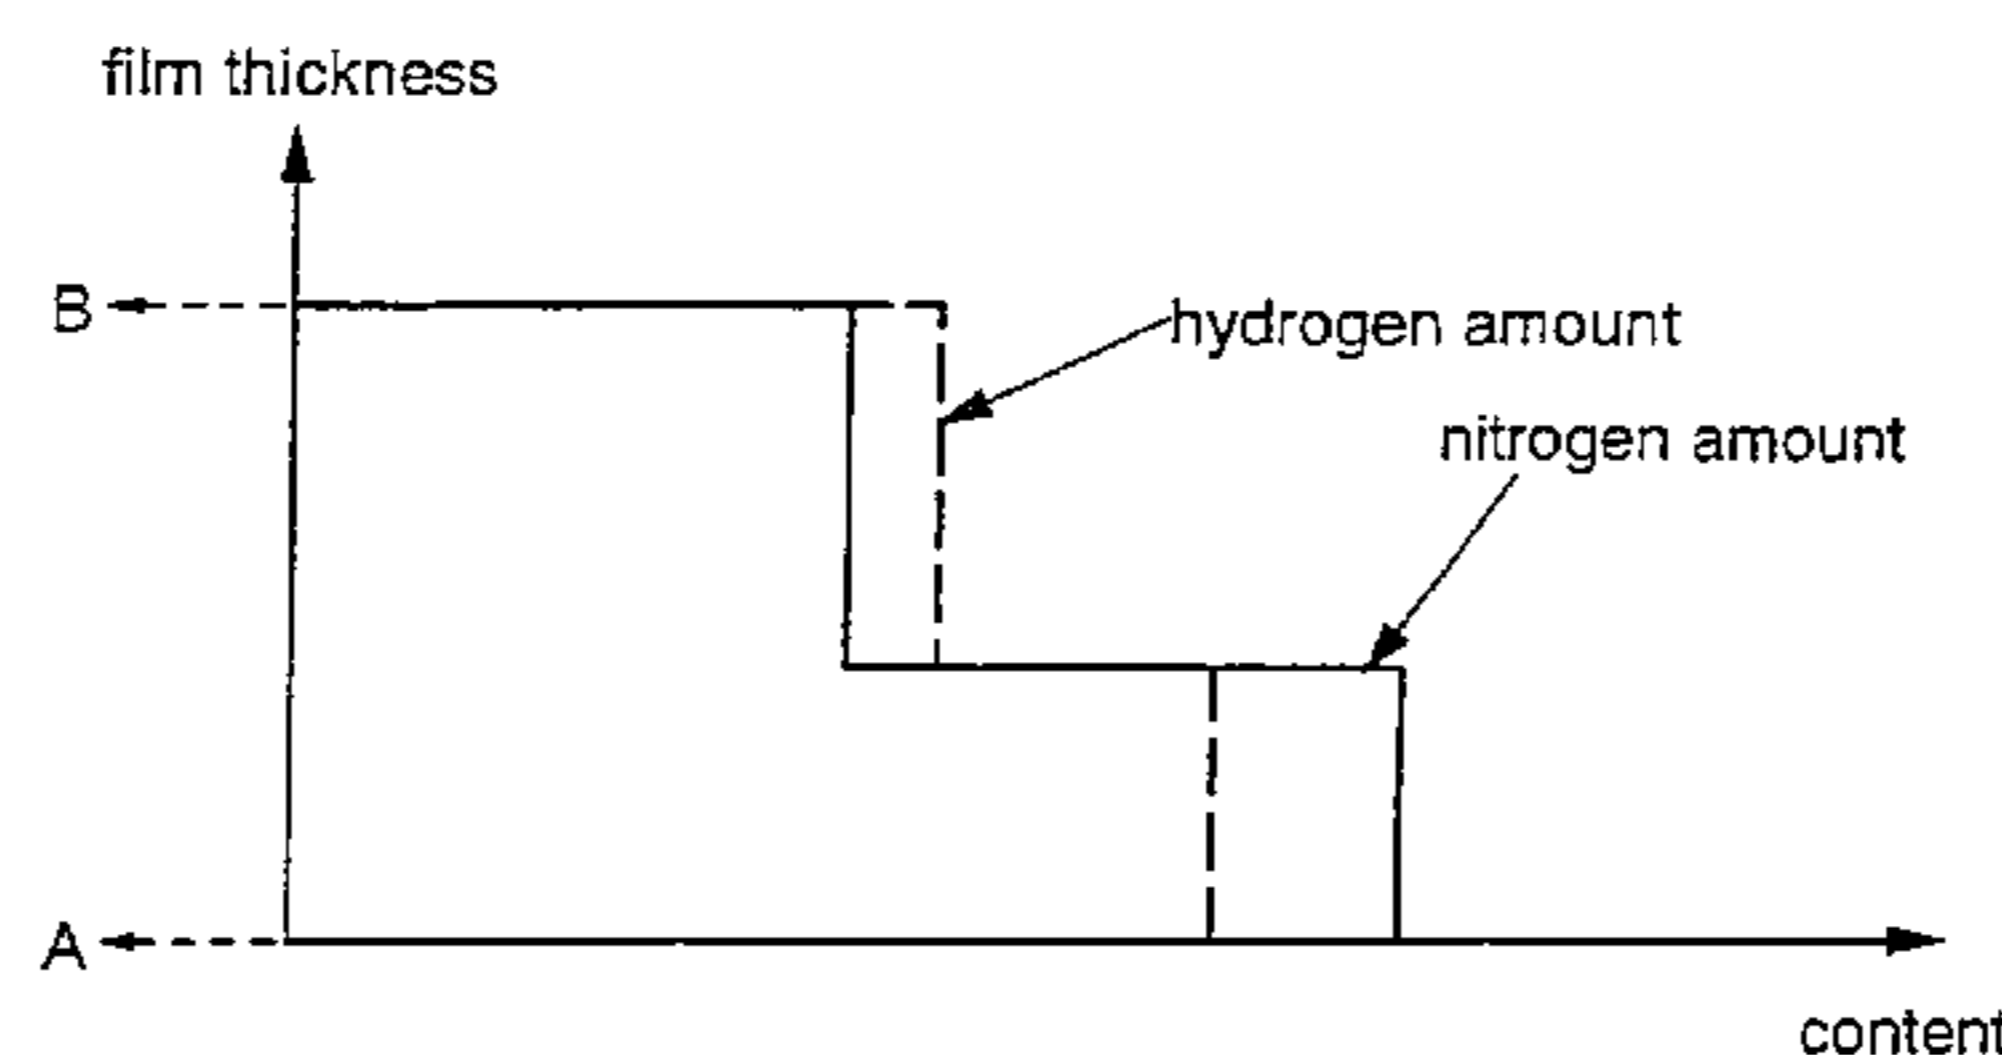 film thickness
B
hydrogen amount
nitrogen amount
A
content